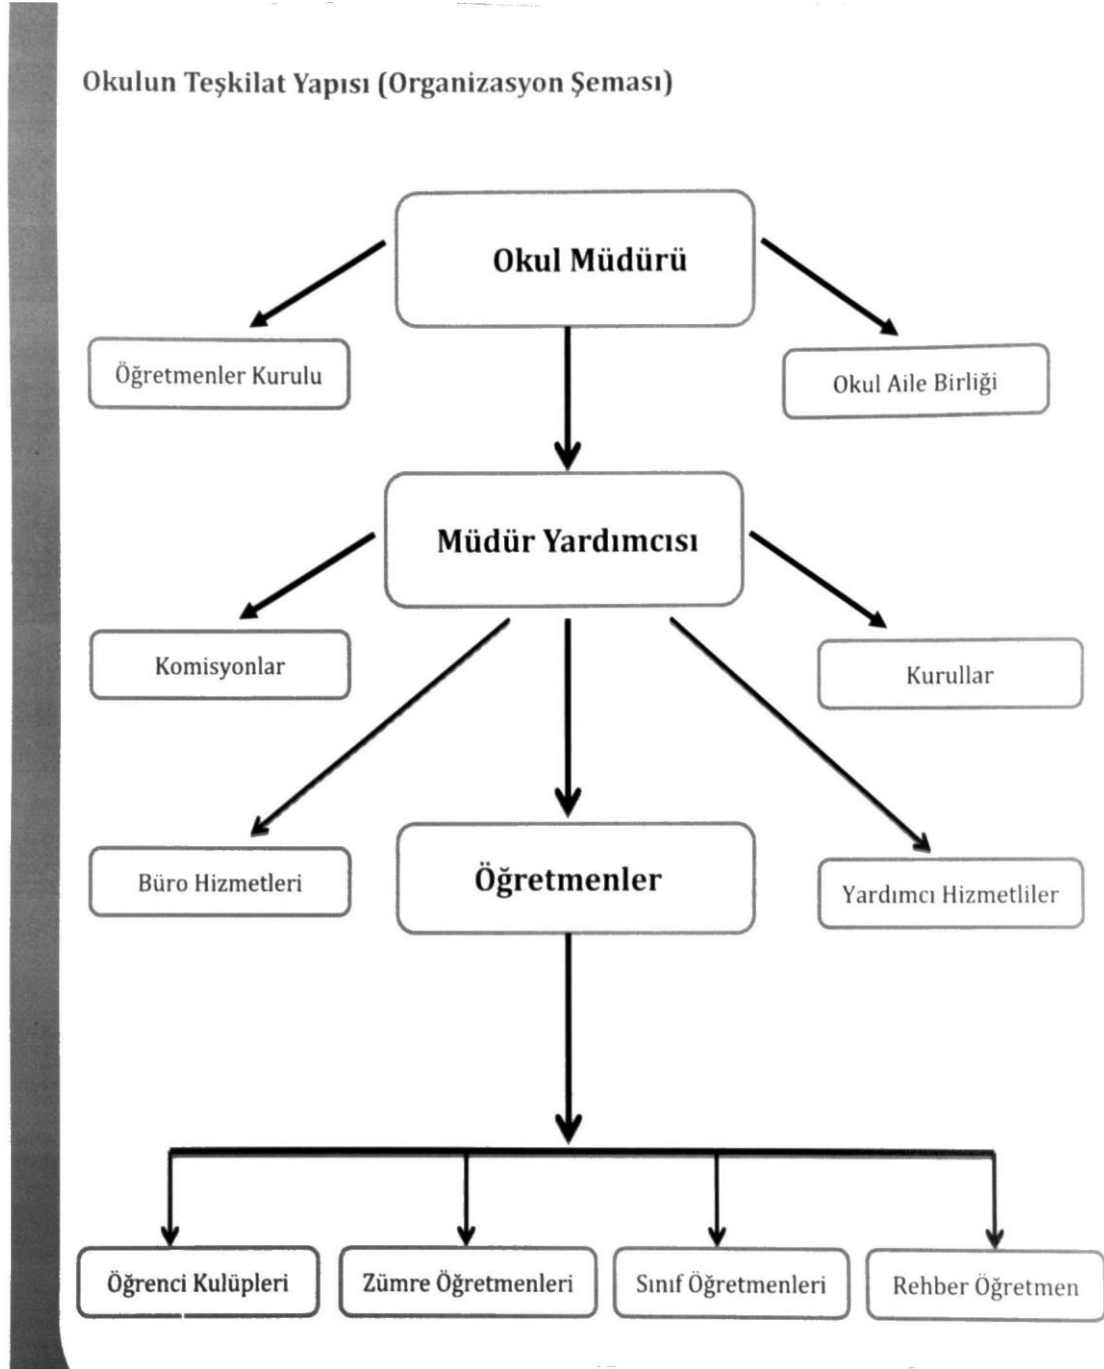 Okulun Teşkilat Yapısı (Organizasyon Şeması)
Okul Müdürü
Öğretmenler Kurulu
Okul Aile Birliği
Müdür Yardımcısı
Komisyonlar
Kurullar
Büro Hizmetleri
Öğretmenler
Yardımcı Hizmetliler
Öğrenci Kulüpleri
Zümre Öğretmenleri
Sınıf Öğretmenleri
Rehber Öğretmen